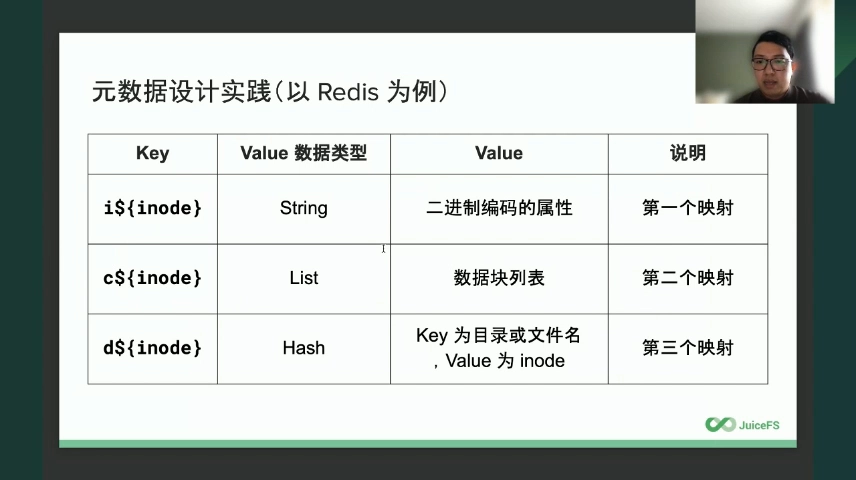 元数据设计实践（以 Redis 为例）
Key Value 数据类型 Value 说明
i${inode} String 二进制编码的属性 第一个映射
c${inode} List 数据块列表 第二个映射
d${inode} Hash Key 为目录或文件名
，Value 为 inode 第三个映射
JuiceFS